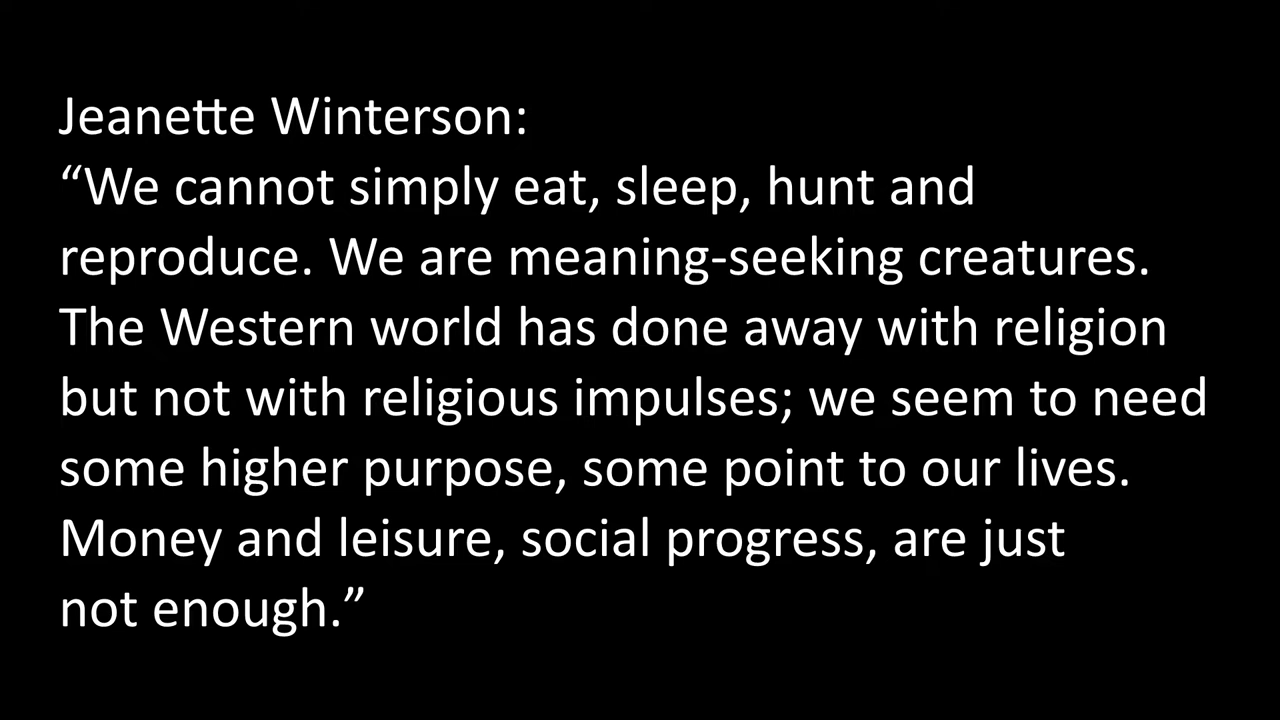 Jeanette Winterson:
“We cannot simply eat, sleep, hunt and
reproduce. We are meaning-seeking creatures.
The Western world has done away with religion
but not with religious impulses; we seem to need
some higher purpose, some point to our lives.
Money and leisure, social progress, are just
not enough.”